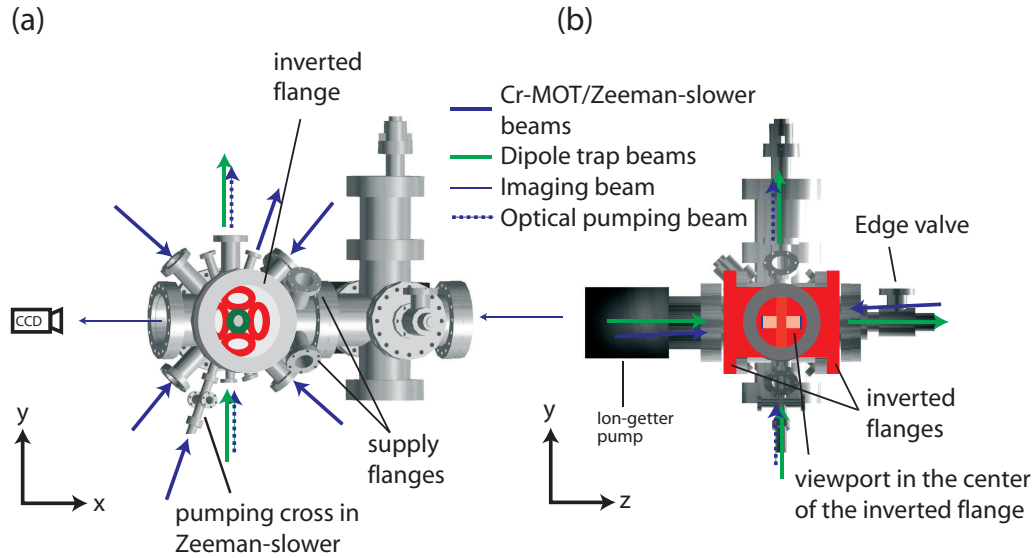 (a)
(b)
inverted
flange
Cr-MOT/Zeeman-slower
beams
Dipole trap beams
Imaging beam
Optical pumping beam
Edge valve
CCD
y
x
supply
flanges
pumping cross in
Zeeman-slower
Ion-getter
pump
y
z
inverted
flanges
viewport in the center
of the inverted flange